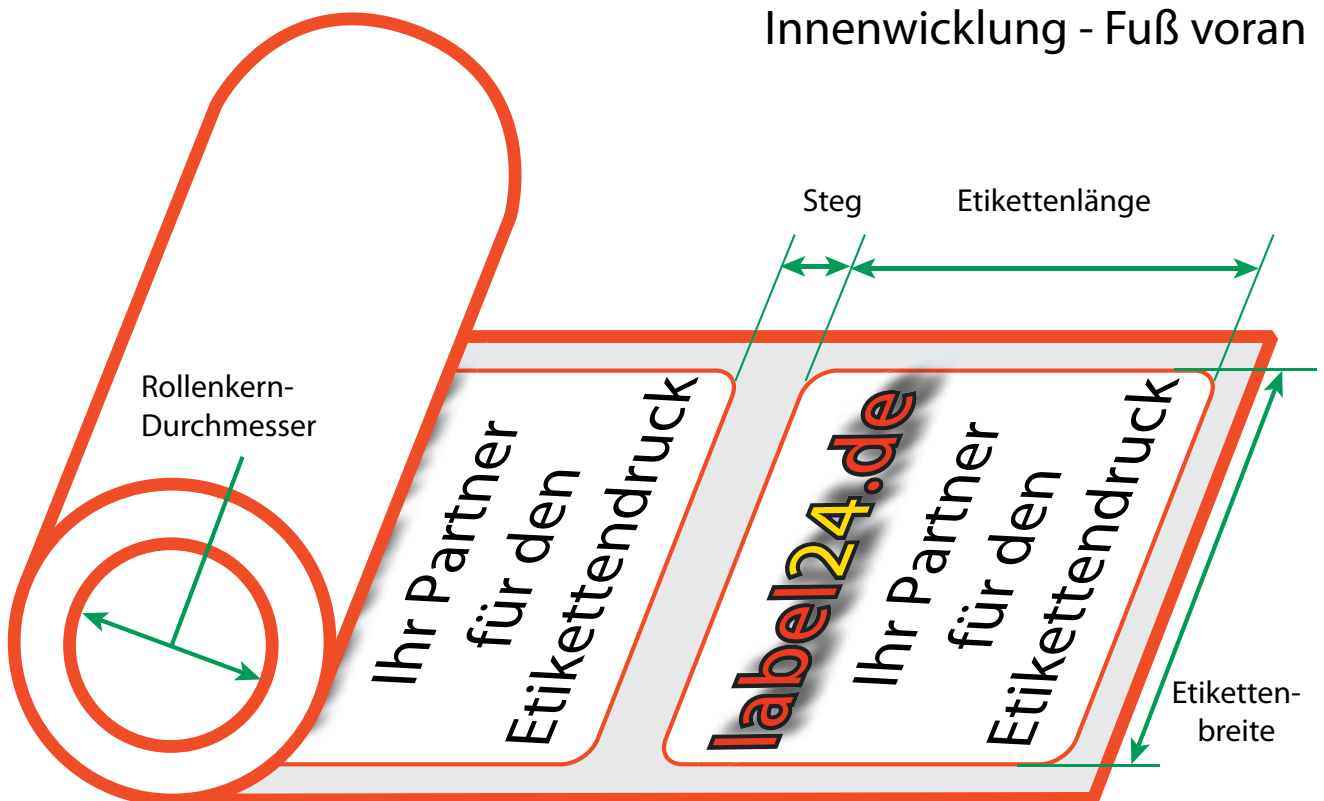 Innenwicklung - Fuß voran
Steg
Etikettenlänge
Rollenkern-
Durchmesser
Ihr Partner
für den
Etikettendruck
label24.de
Ihr Partner
für den
Etikettendruck
Etiketten-
breite